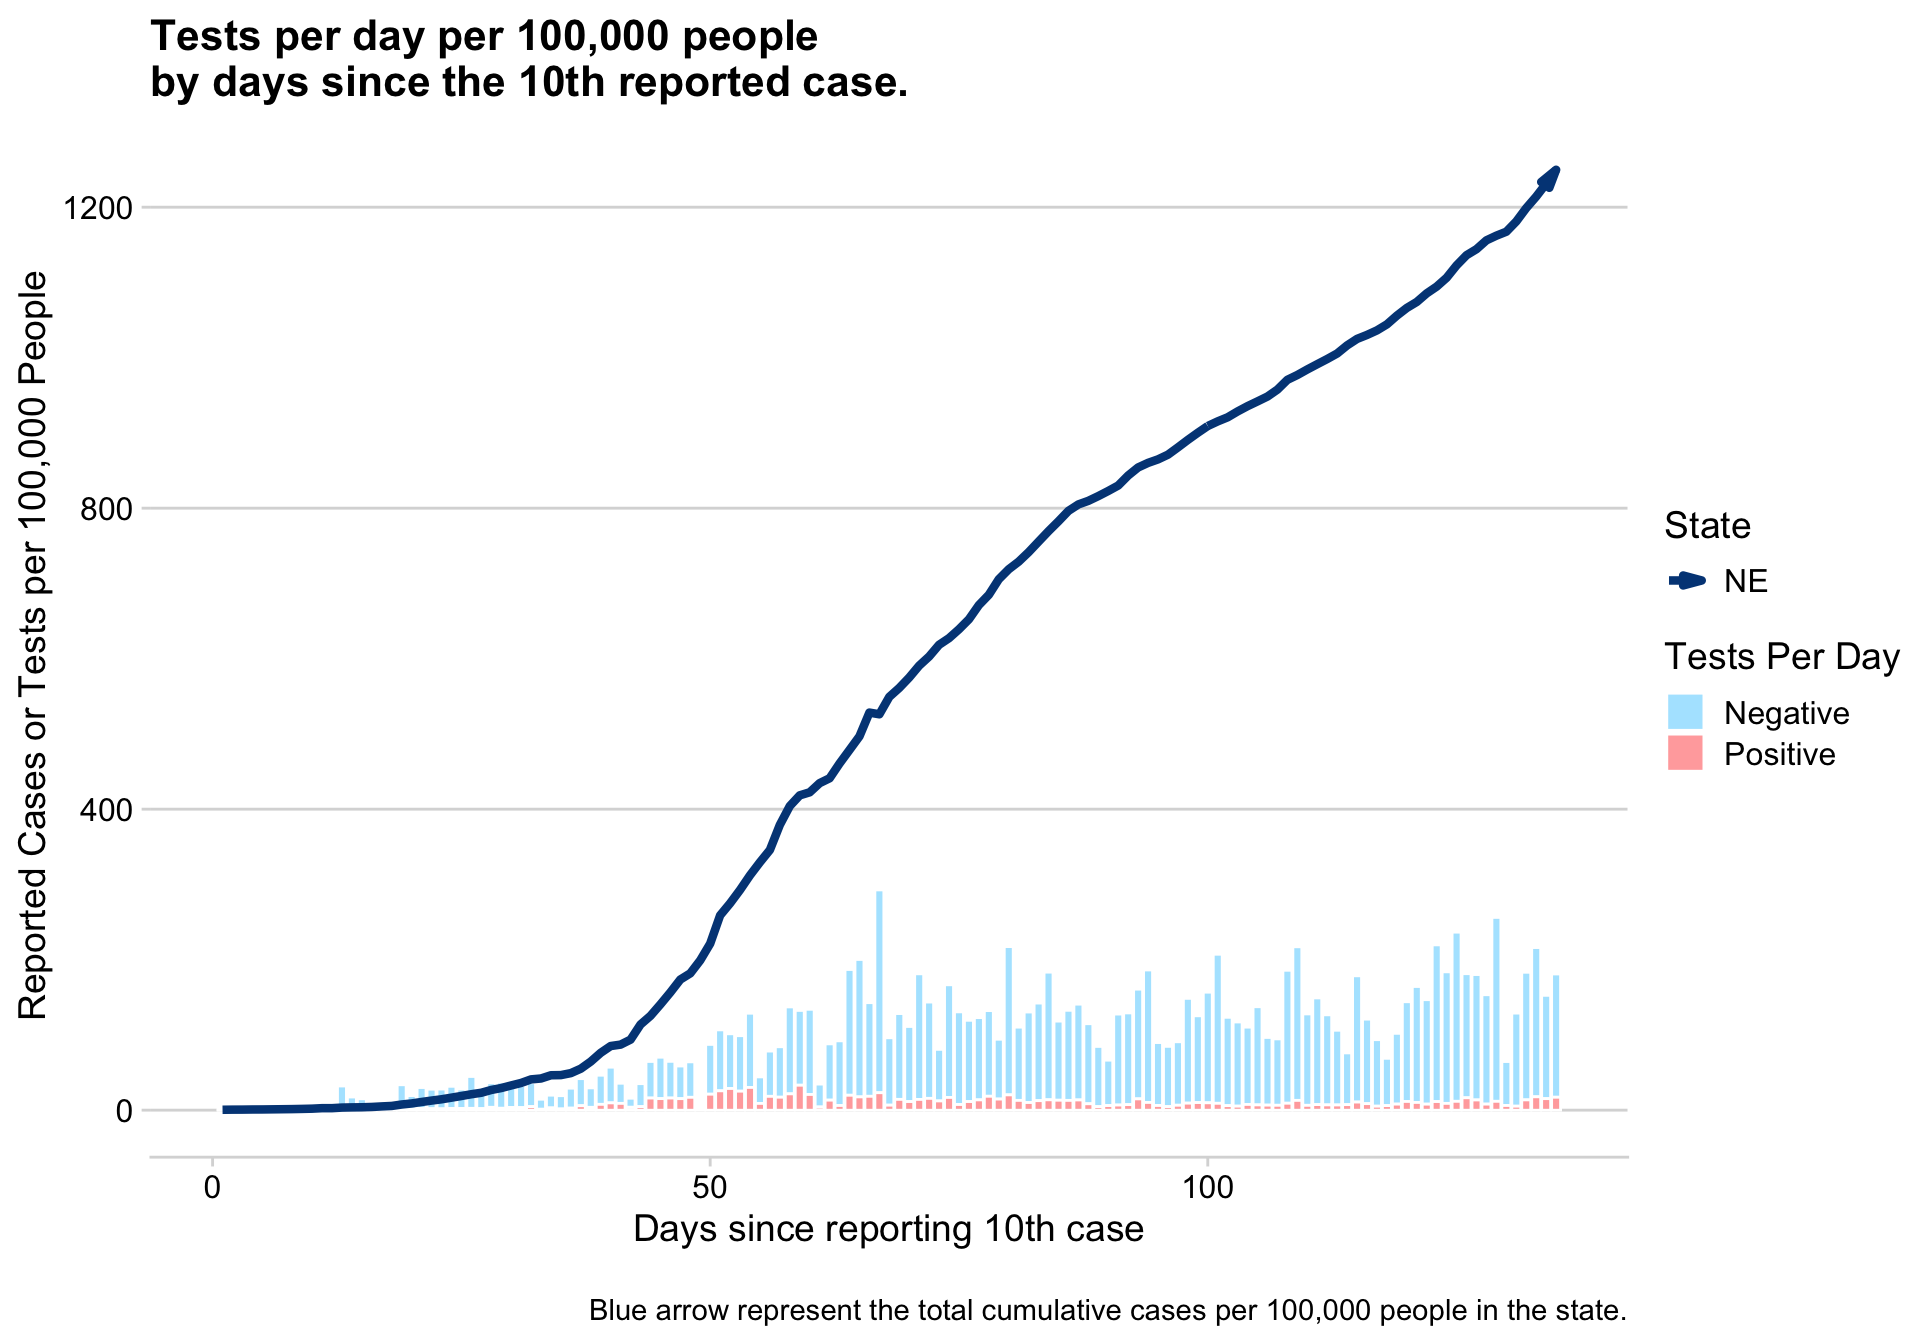 Tests per day per 100,000 people
by days since the 10th reported case.
Reported Cases or Tests per 100,000 People
1200
800
400
0
0
50
100
Days since reporting 10th case
State
NE
Tests Per Day
Negative
Positive
Blue arrow represent the total cumulative cases per 100,000 people in the state.